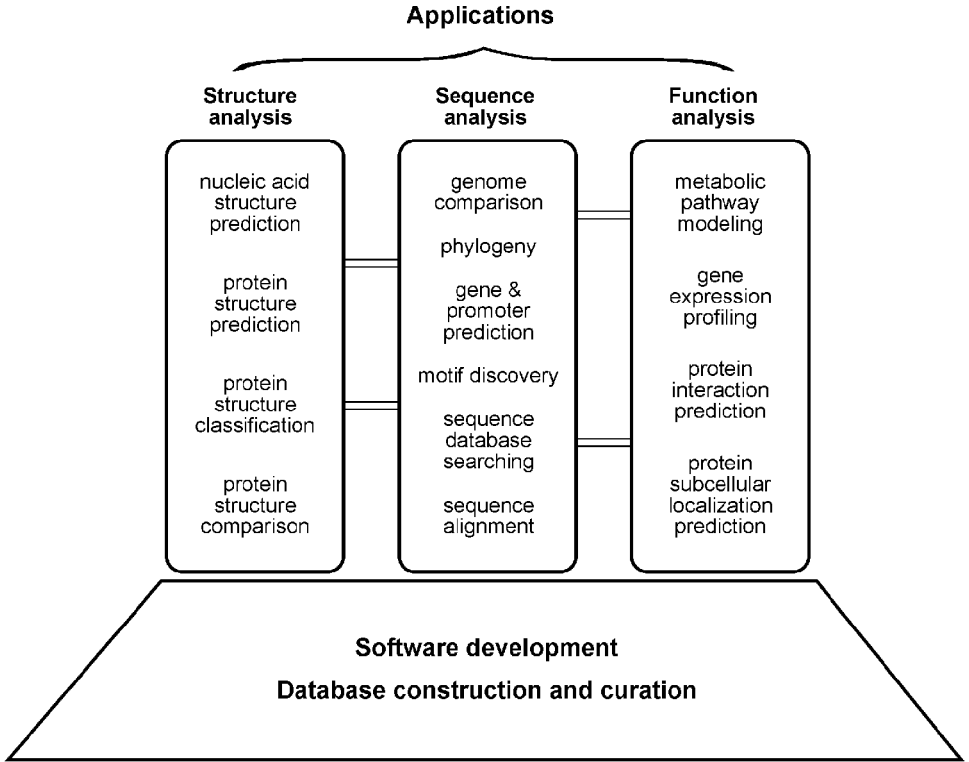 Applications
Structure
analysis
Sequence
analysis
Function
analysis
nucleic acid
structure
prediction
protein
structure
prediction
protein
structure
classification
protein
structure
comparison
genome
comparison
phylogeny
gene &
promoter
prediction
motif discovery
sequence
database
searching
sequence
alignment
metabolic
pathway
modeling
gene
expression
profiling
protein
interaction
prediction
protein
subcellular
localization
prediction
Software development
Database construction and curation